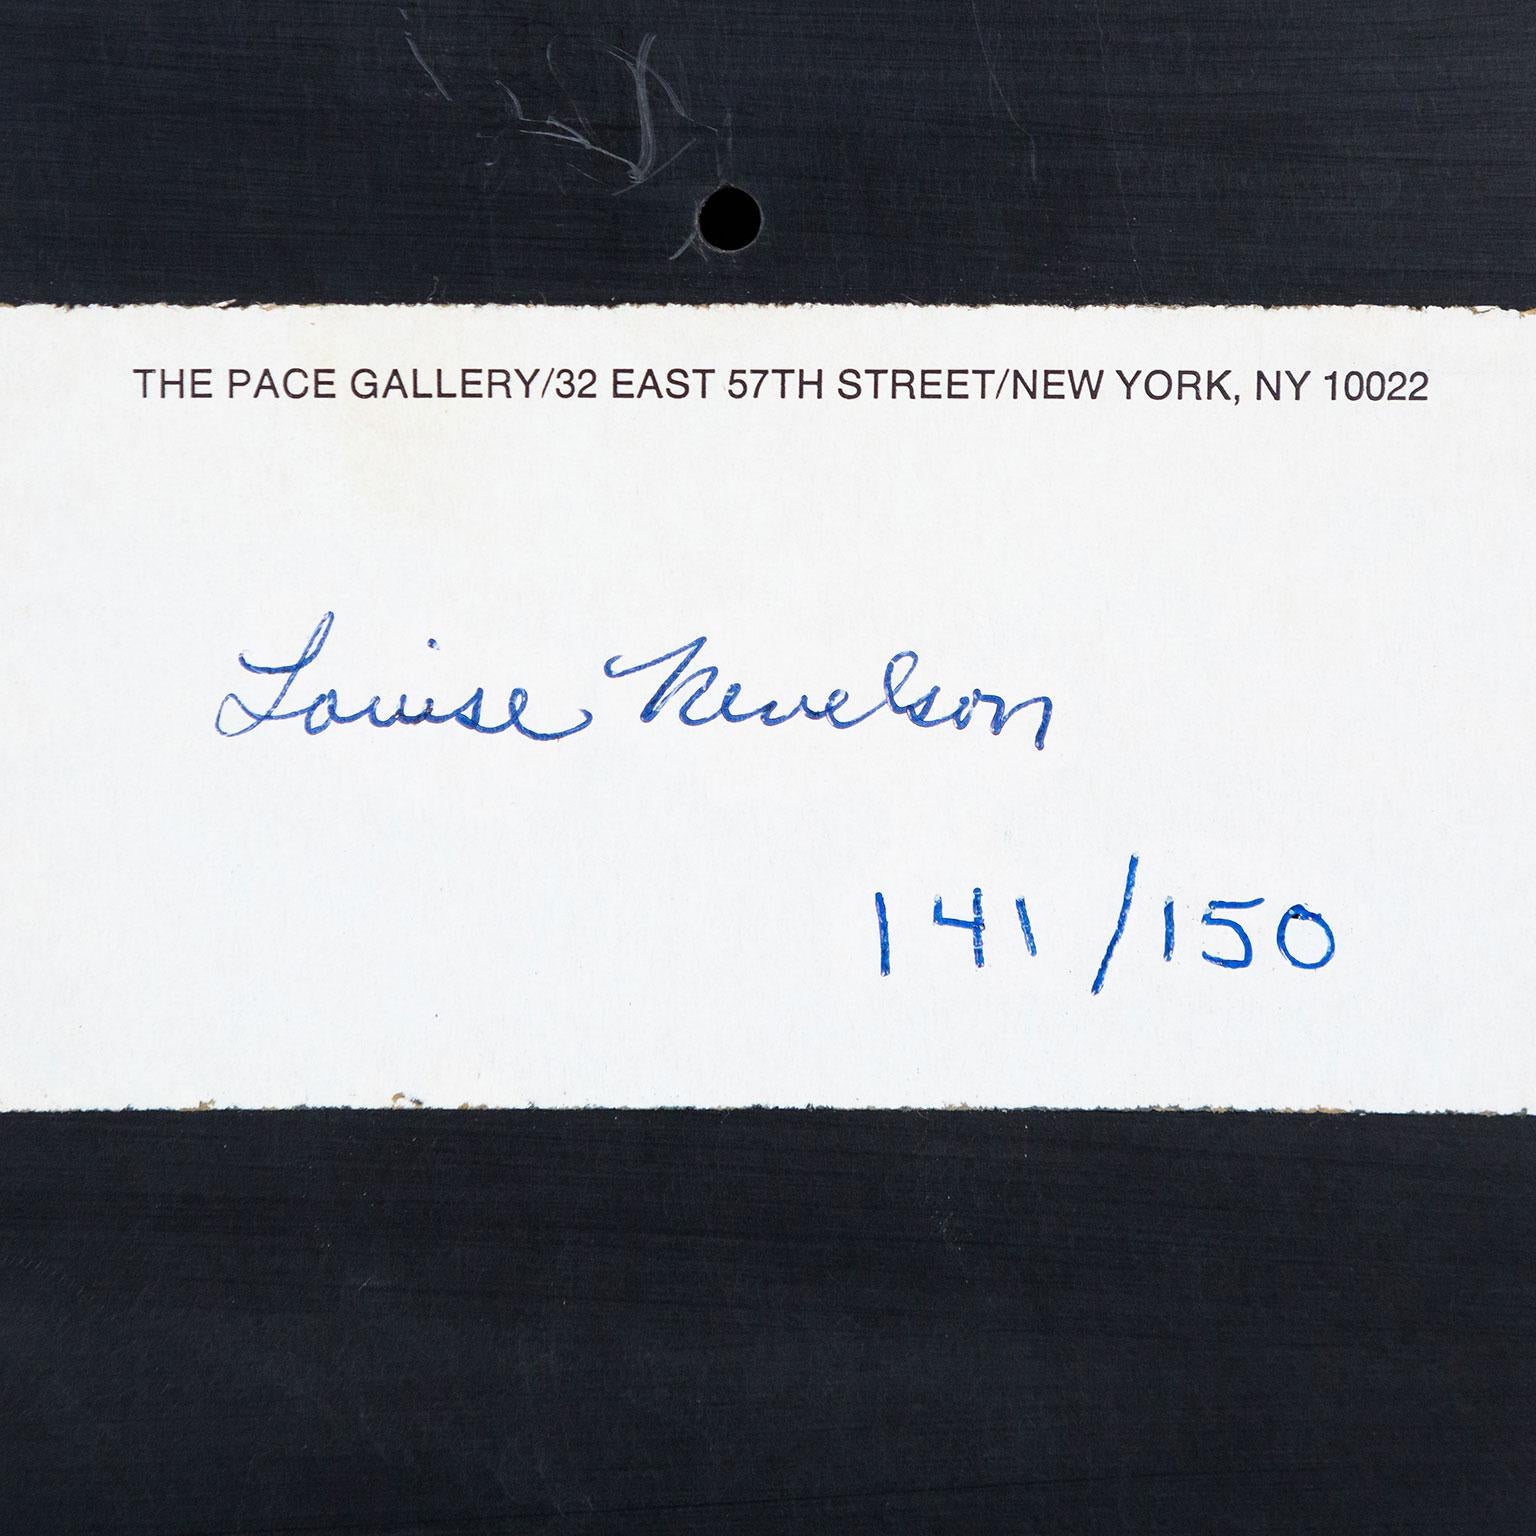 THE PACE GALLERY/32 EAST 57TH STREET/NEW YORK, NY 10022
Louise Nevelson
141/150